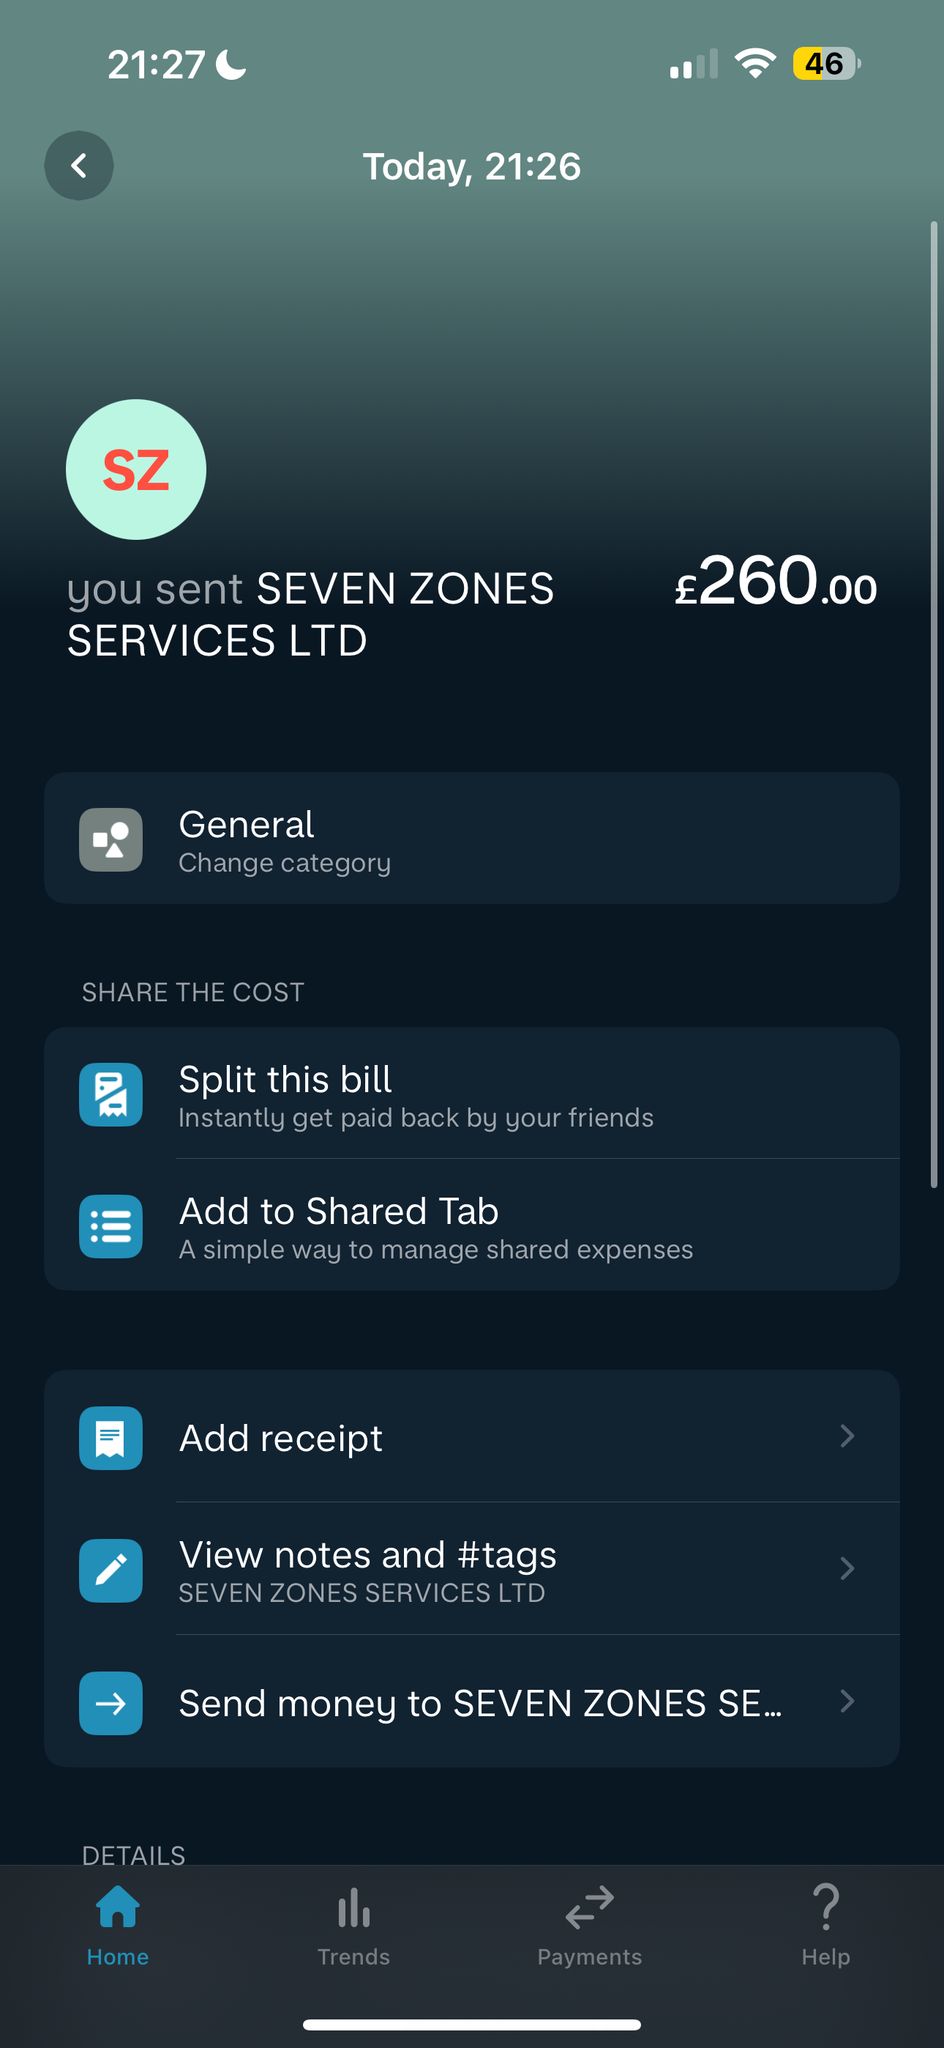 21:27
46
Today, 21:26
SZ
you sent SEVEN ZONES
SERVICES LTD
£260.00
General
Change category
SHARE THE COST
Split this bill
Instantly get paid back by your friends
Add to Shared Tab
A simple way to manage shared expenses
Add receipt
View notes and #tags
SEVEN ZONES SERVICES LTD
Send money to SEVEN ZONES SE...
DETAILS
Home
Trends
Payments
Help